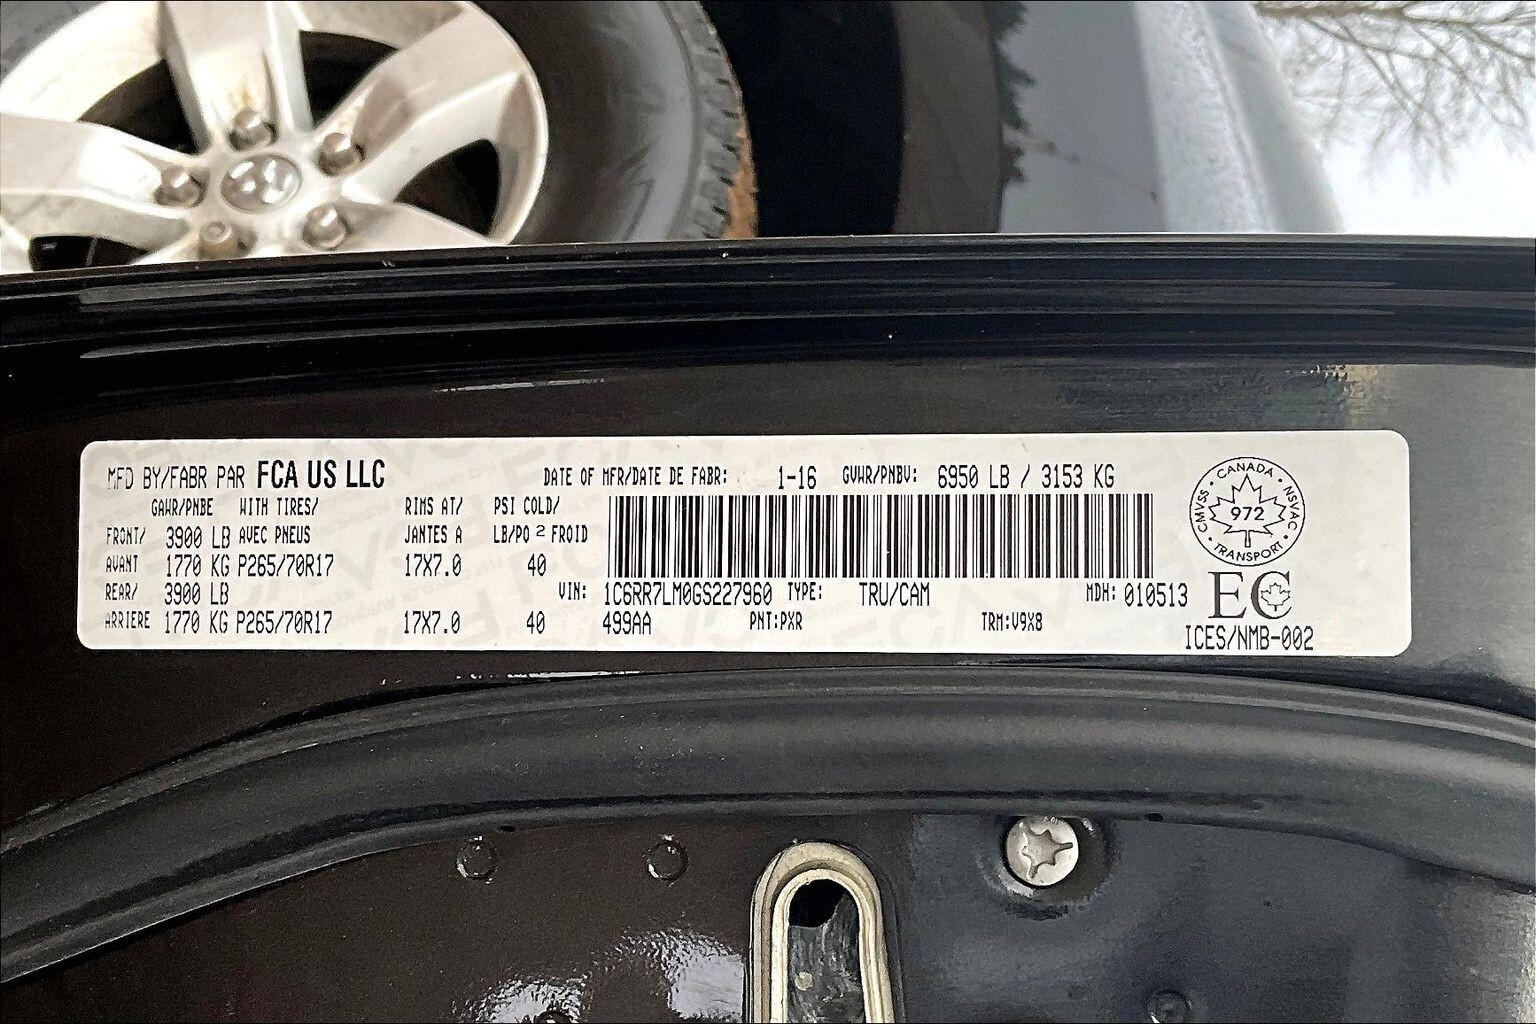 MFD BY/FABR PAR FCA US LLC DATE OF MFR/DATE DE FABR: 1-16 GVWR/PNBV: 6950 LB / 3153 KG
GAWR/PNBE WITH TIRES/ RIMS AT/ PSI COLD/
FRONT/ 3900 LB AVEC PNEUS JANTES A LB/PO 2 FROID
AVANT 1770 KG P265/70R17 17X7.0 40
REAR/ 3900 LB VIN: 1C6RR7LM0GS227960 TYPE: TRU/CAM MDH: 010513
ARRIERE 1770 KG P265/70R17 17X7.0 40 499AA PNT:PXR TRM:V9X8
CANADA
CMVSS 972 NSVAC
TRANSPORT
EC
ICES/NMB-002